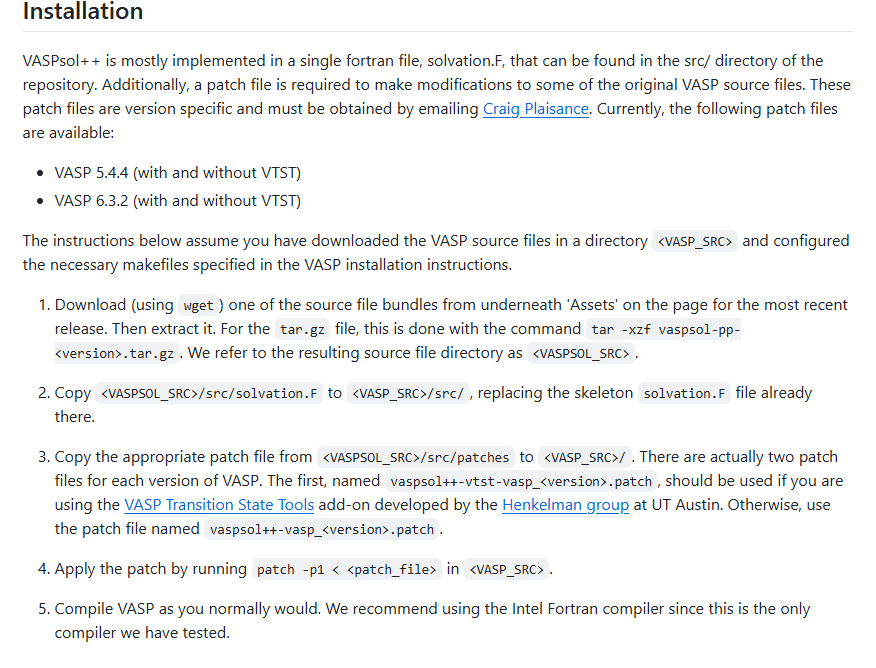 Installation
VASPsol++ is mostly implemented in a single fortran file, solvation.F, that can be found in the src/ directory of the
repository. Additionally, a patch file is required to make modifications to some of the original VASP source files. These
patch files are version specific and must be obtained by emailing Craig Plaisance. Currently, the following patch files
are available:
• VASP 5.4.4 (with and without VTST)
• VASP 6.3.2 (with and without VTST)
The instructions below assume you have downloaded the VASP source files in a directory <VASP_SRC> and configured
the necessary makefiles specified in the VASP installation instructions.
1. Download (using wget ) one of the source file bundles from underneath 'Assets' on the page for the most recent
release. Then extract it. For the tar.gz file, this is done with the command tar -xzf vaspsol-pp-
<version>.tar.gz . We refer to the resulting source file directory as <VASPSOL_SRC> .
2. Copy <VASPSOL_SRC>/src/solvation.F to <VASP_SRC>/src/ , replacing the skeleton solvation.F file already
there.
3. Copy the appropriate patch file from <VASPSOL_SRC>/src/patches to <VASP_SRC>/ . There are actually two patch
files for each version of VASP. The first, named vaspsol++-vtst-vasp_<version>.patch , should be used if you are
using the VASP Transition State Tools add-on developed by the Henkelman group at UT Austin. Otherwise, use
the patch file named vaspsol++-vasp_<version>.patch .
4. Apply the patch by running patch -p1 < <patch_file> in <VASP_SRC> .
5. Compile VASP as you normally would. We recommend using the Intel Fortran compiler since this is the only
compiler we have tested.